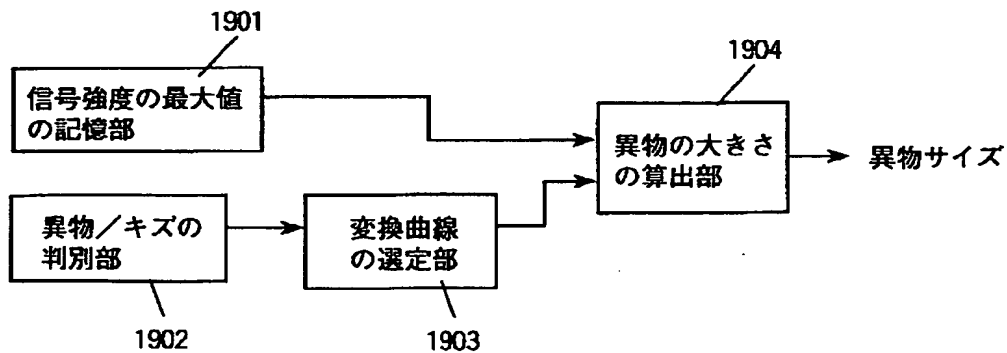 1901
1904
信号強度の最大値
の記憶部
異物の大きさ
の算出部
異物サイズ
異物／キズの
判別部
変換曲線
の選定部
1902
1903